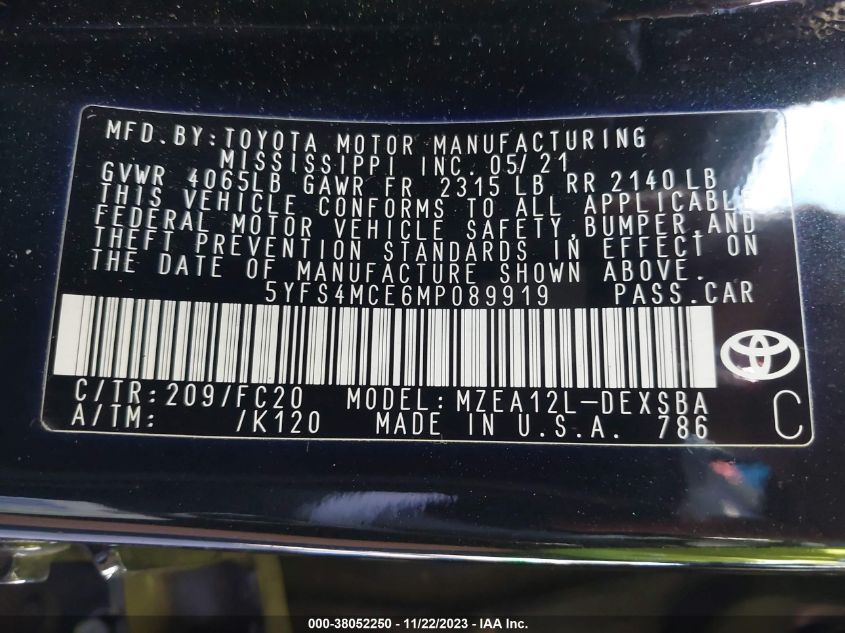 MFD. BY: TOYOTA MOTOR MANUFACTURING
MISSISSIPPI INC. 05/21
GVWR 4065LB GAWR FR 2315 LB RR 2140 LB
THIS VEHICLE CONFORMS TO ALL APPLICABLE
FEDERAL MOTOR VEHICLE SAFETY, BUMPER, AND
THEFT PREVENTION STANDARDS IN EFFECT ON
THE DATE OF MANUFACTURE SHOWN ABOVE.
5YFS4MCE6MP089919 PASS.CAR
C/TR: 209/FC20 MODEL: MZEA12L-DEXSBA
A/TM: /K120 MADE IN U.S.A. 786 C
000-38052250 - 11/22/2023 - IAA Inc.